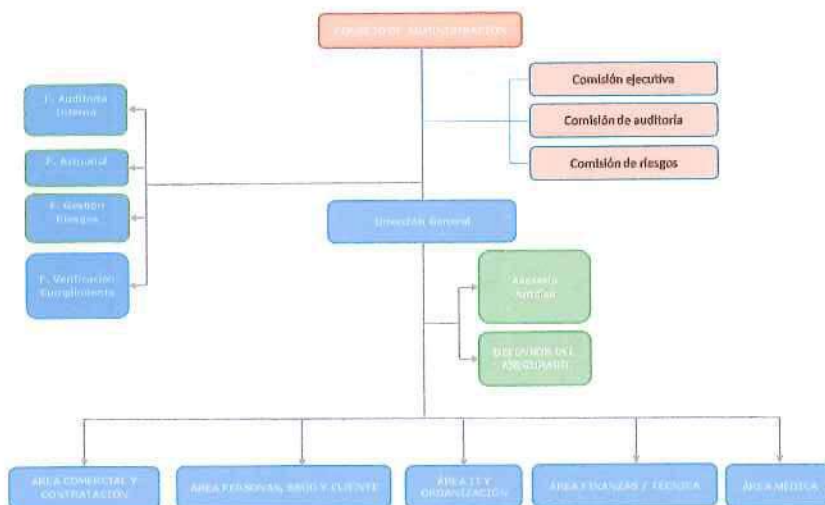 CONSEJO DE ADMINISTRACIÓN
Comisión ejecutiva
Comisión de auditoría
Comisión de riesgos
F. Auditoría
Interna
F. Actuarial
F. Gestión
Riesgos
F. Verificación
Cumplimiento
Dirección General
Asesoría
Jurídica
DEFENSOR DEL
ASEGURADO
ÁREA COMERCIAL Y
CONTRATACIÓN
ÁREA PERSONAS, Y CLIENTE
ÁREA IT Y
ORGANIZACIÓN
ÁREA FINANZAS / TÉCNICA
ÁREA MÉDICA